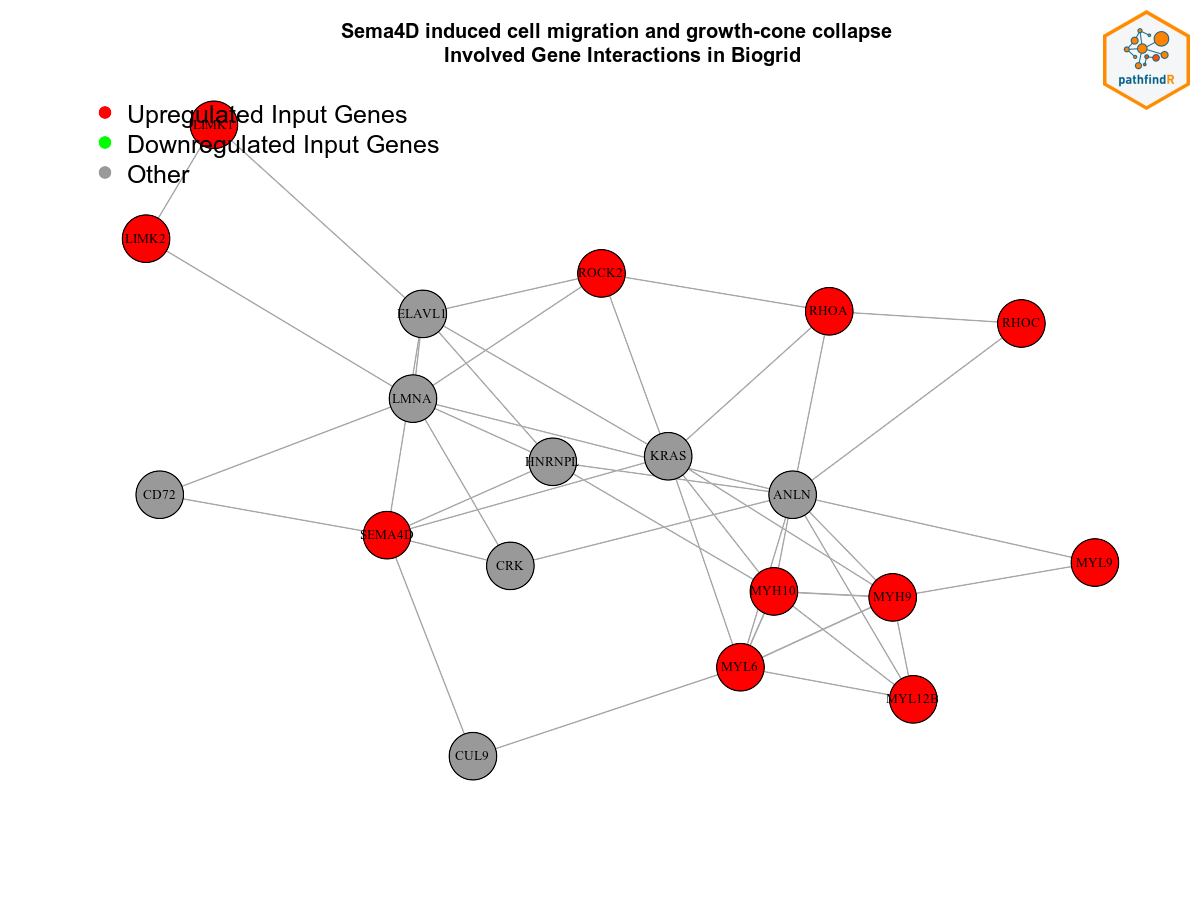 Sema4D induced cell migration and growth-cone collapse
Involved Gene Interactions in Biogrid
pathfindR
Upregulated Input Genes
LIMK1
Downregulated Input Genes
Other
LIMK2
ROCK2
ELAVL1
RHOA
RHOC
LMNA
KRAS
HNRNPL
CD72
ANLN
SEMA4D
CRK
MYL9
MYH10
MYH9
MYL6
MYL12B
CUL9